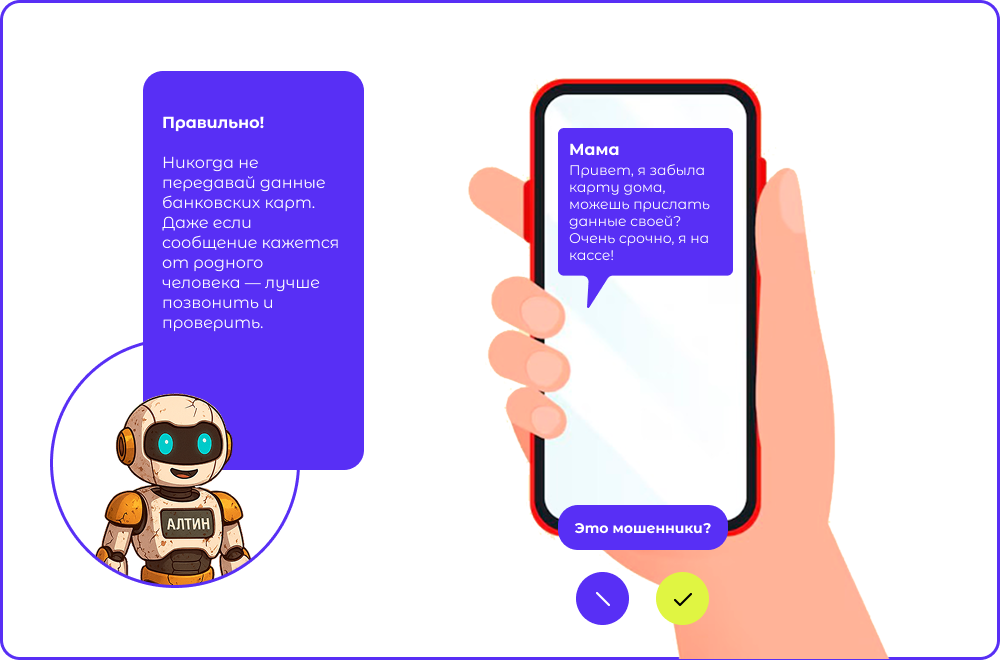 Правильно!
Никогда не
передавай данные
банковских карт.
Даже если
сообщение кажется
от родного
человека — лучше
позвонить и
проверить.
АЛТИН
Мама
Привет, я забыла
карту дома,
можешь прислать
данные своей?
Очень срочно, я на
кассе!
Это мошенники?